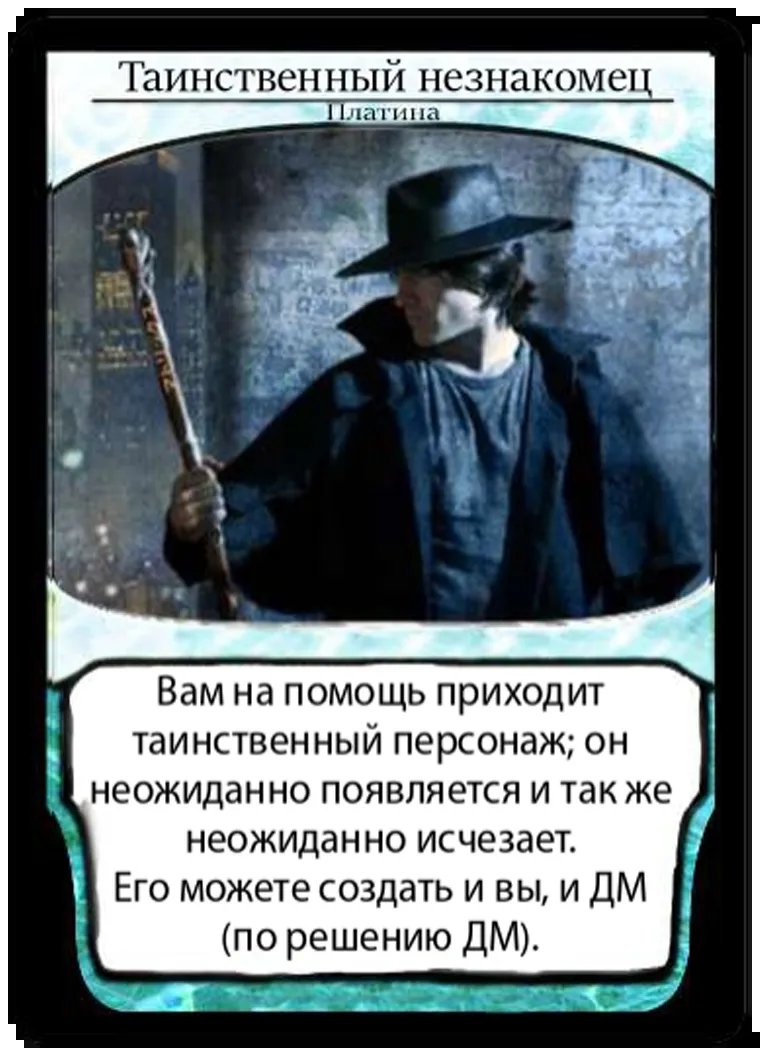 Таинственный незнакомец
Платина
Вам на помощь приходит
таинственный персонаж; он
неожиданно появляется и так же
неожиданно исчезает.
Его можете создать и вы, и ДМ
(по решению ДМ).